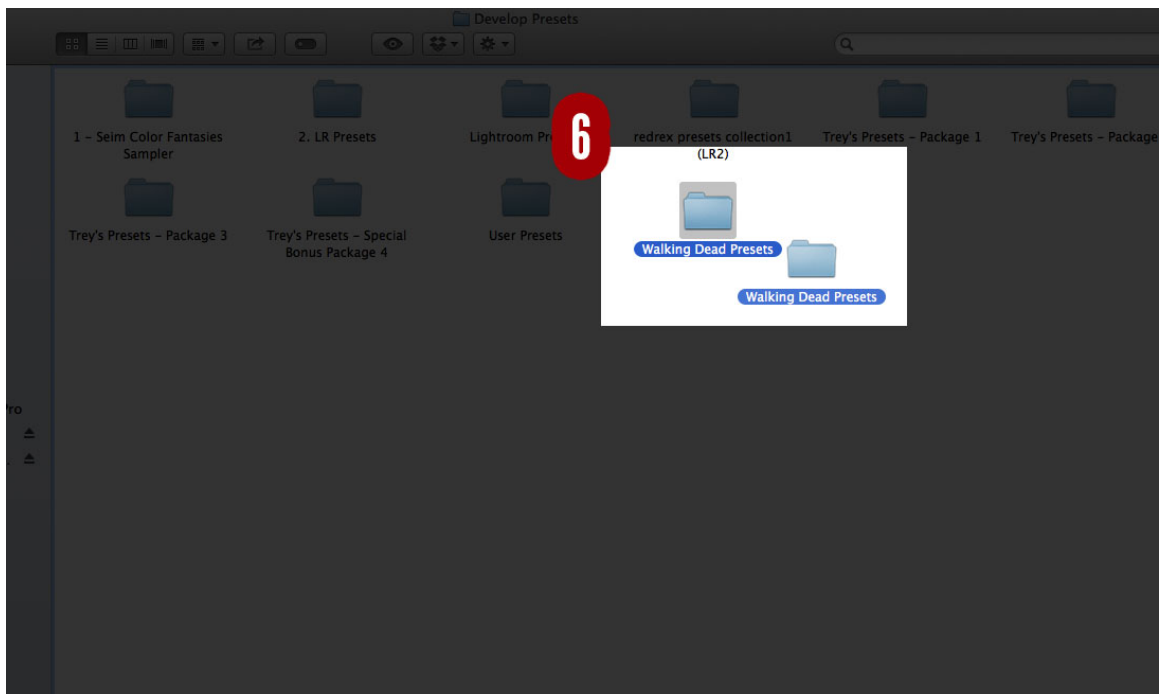 Develop Presets
1 – Seim Color Fantasies
Sampler
2. LR Presets
Lightroom Pr
6
redrex presets collection1
(LR2)
Trey's Presets – Package 1
Trey's Presets – Package
Trey's Presets – Package 3
Trey's Presets – Special
Bonus Package 4
User Presets
Walking Dead Presets
Walking Dead Presets
Pro